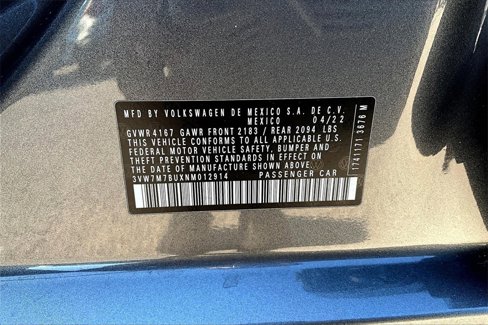 MFD BY VOLKSWAGEN DE MEXICO S.A. DE C.V.
MEXICO 04/22
GVWR 4167 GAWR FRONT 2183 / REAR 2094 LBS
THIS VEHICLE CONFORMS TO ALL APPLICABLE U.S.
FEDERAL MOTOR VEHICLE SAFETY, BUMPER AND
THEFT PREVENTION STANDARDS IN EFFECT ON
THE DATE OF MANUFACTURE SHOWN ABOVE.
3VW7M7BUXNM012914 PASSENGER CAR
1741171 3676 M